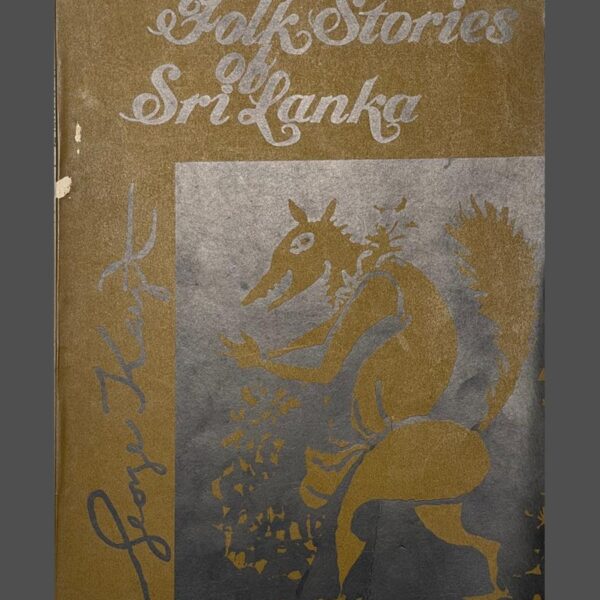 Folk Stories
of
Sri Lanka
George Keyt